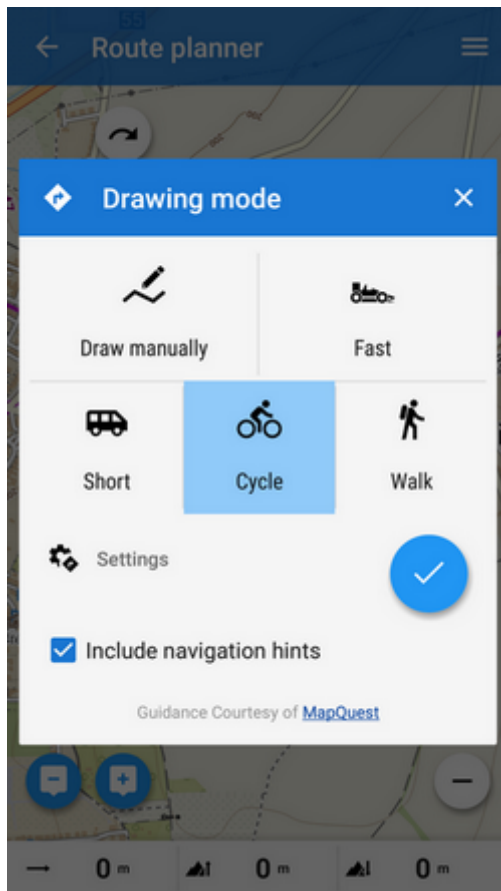 55
Route planner
Drawing mode
Draw manually
Fast
Short
Cycle
Walk
Settings
Include navigation hints
Guidance Courtesy of MapQuest
0 m
0 m
0 m